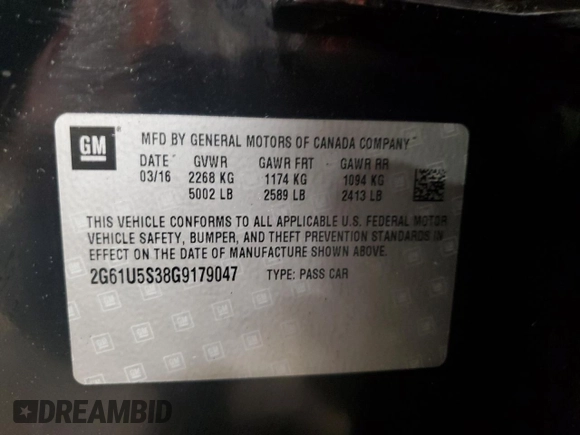 GM
MFD BY GENERAL MOTORS OF CANADA COMPANY
DATE GVWR GAWR FRT GAWR RR
03/16 2268 KG 1174 KG 1094 KG
5002 LB 2589 LB 2413 LB
THIS VEHICLE CONFORMS TO ALL APPLICABLE U.S. FEDERAL MOTOR
VEHICLE SAFETY, BUMPER, AND THEFT PREVENTION STANDARDS IN
EFFECT ON THE DATE OF MANUFACTURE SHOWN ABOVE.
2G61U5S38G9179047 TYPE: PASS CAR
DREAMBID